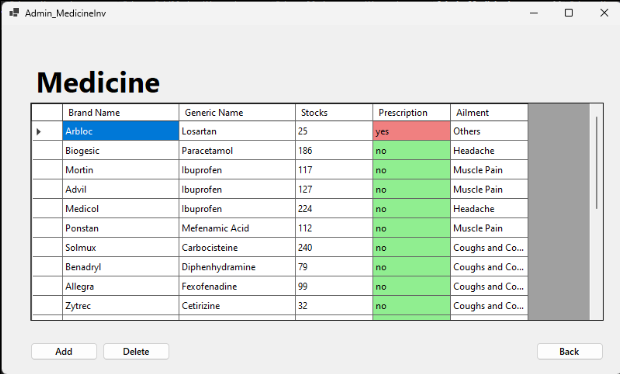 Admin_MedicineInv
Medicine
Brand Name Generic Name Stocks Prescription Ailment
Arbloc Losartan 25 yes Others
Biogesic Paracetamol 186 no Headache
Mortin Ibuprofen 117 no Muscle Pain
Advil Ibuprofen 127 no Muscle Pain
Medicol Ibuprofen 224 no Headache
Ponstan Mefenamic Acid 112 no Muscle Pain
Solmux Carbocisteine 240 no Coughs and Co...
Benadryl Diphenhydramine 79 no Coughs and Co...
Allegra Fexofenadine 99 no Coughs and Co...
Zytrec Cetirizine 32 no Coughs and Co...
Add Delete Back